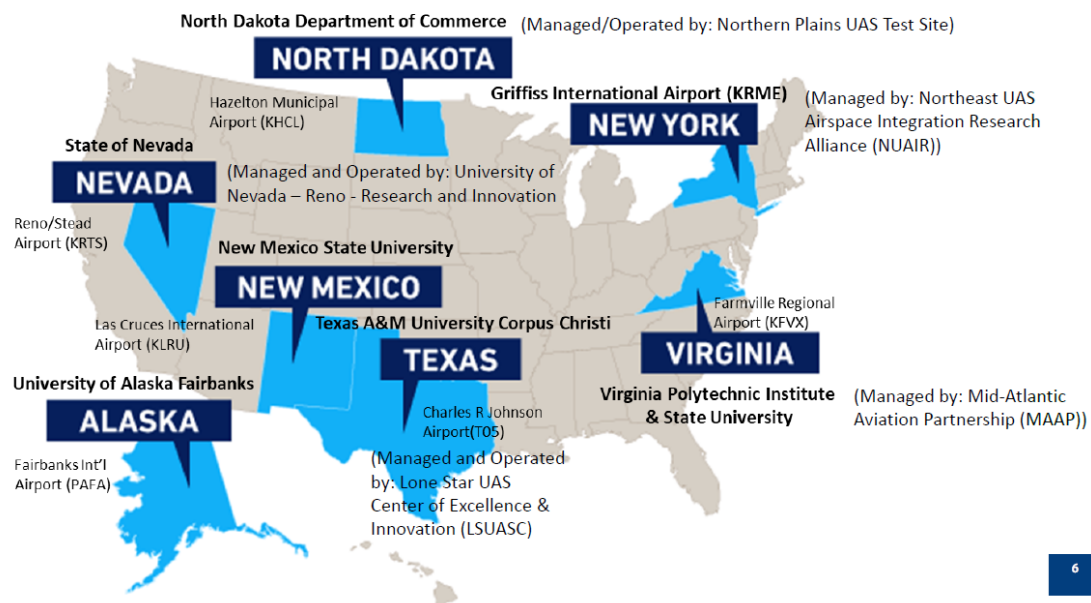 North Dakota Department of Commerce (Managed/Operated by: Northern Plains UAS Test Site)
NORTH DAKOTA
Hazelton Municipal
Airport (KHCL)
Griffiss International Airport (KRME)
NEW YORK
(Managed by: Northeast UAS
Airspace Integration Research
Alliance (NUAIR))
State of Nevada
NEVADA
(Managed and Operated by: University of
Nevada – Reno - Research and Innovation
Reno/Stead
Airport (KRTS)
New Mexico State University
NEW MEXICO
Las Cruces International
Airport (KLRU)
Texas A&M University Corpus Christi
TEXAS
Charles R Johnson
Airport(T05)
(Managed and Operated
by: Lone Star UAS
Center of Excellence &
Innovation (LSUASC)
Farmville Regional
Airport (KFVX)
VIRGINIA
Virginia Polytechnic Institute
& State University
(Managed by: Mid-Atlantic
Aviation Partnership (MAAP))
University of Alaska Fairbanks
ALASKA
Fairbanks Int'l
Airport (PAFA)
6